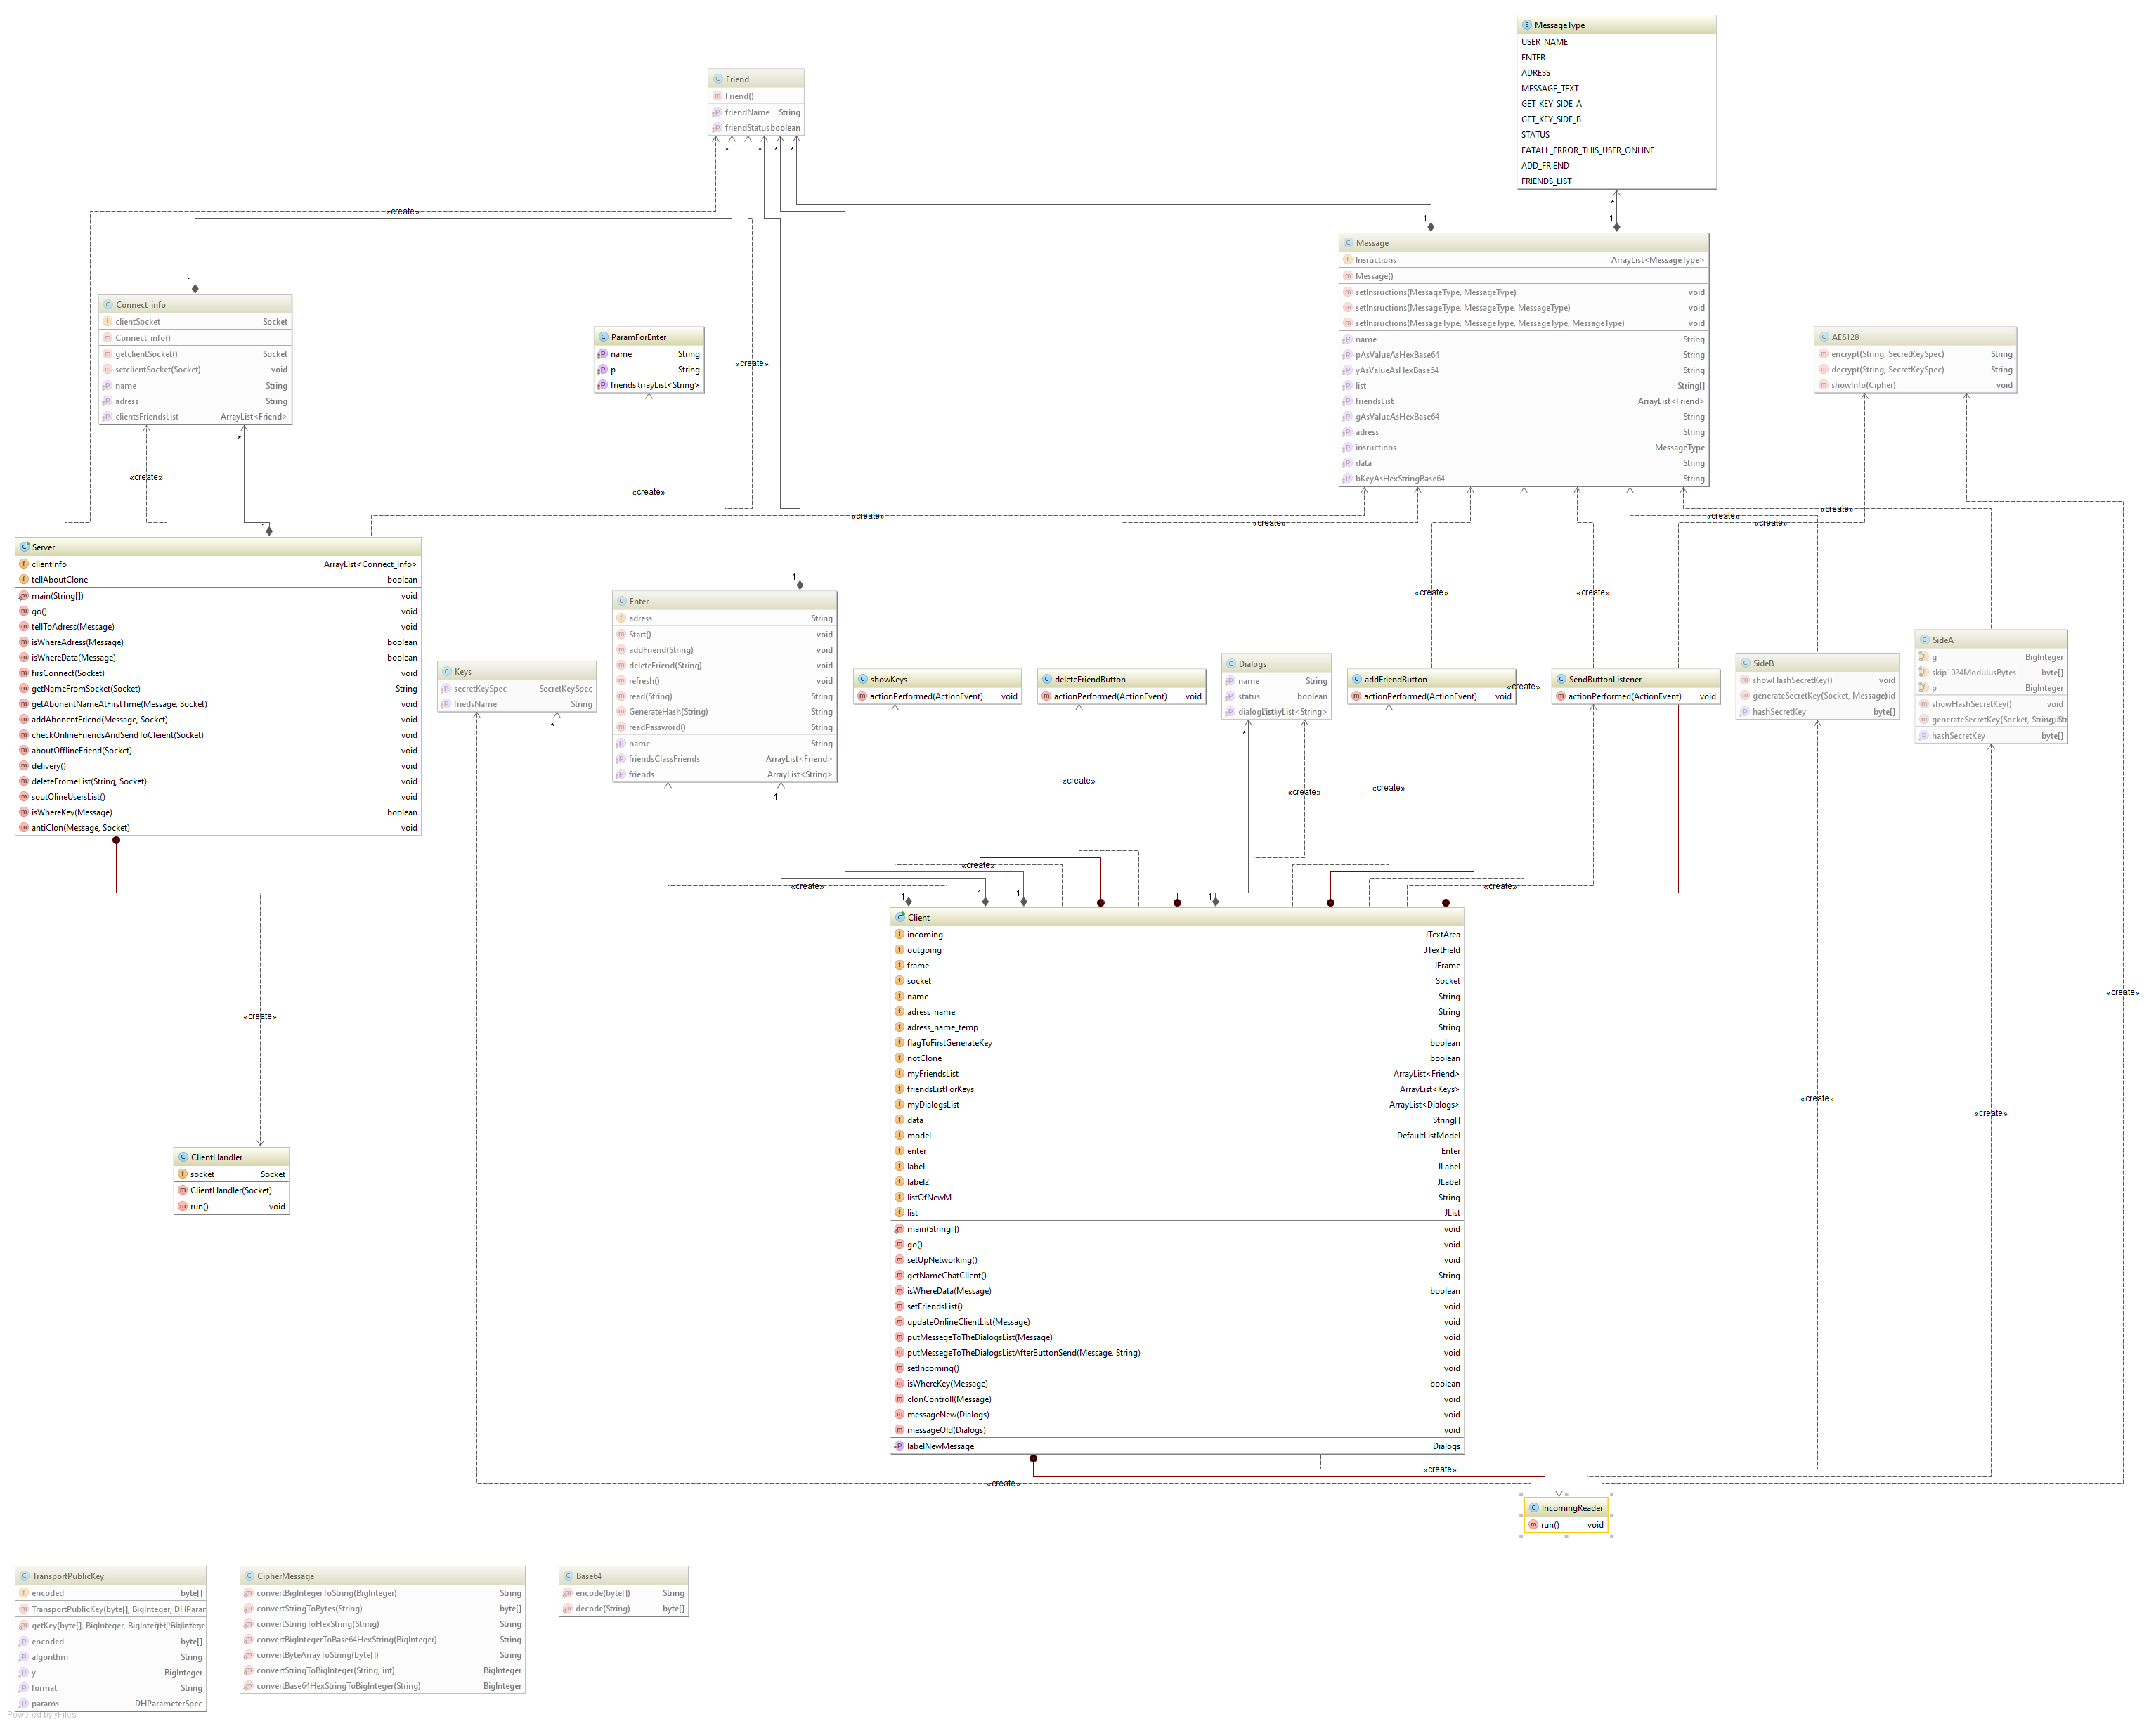 MessageType
USER_NAME
ENTER
ADRESS
MESSAGE_TEXT
GET_KEY_SIDE_A
GET_KEY_SIDE_B
STATUS
FATALL_ERROR_THIS_USER_ONLINE
ADD_FRIEND
FRIENDS_LIST
Friend
Friend()
friendName String
friendStatus boolean
* * * *
«create»
1
1 * 1
Message
Insructions ArrayList<MessageType>
Message()
setInsructions(MessageType, MessageType) void
setInsructions(MessageType, MessageType, MessageType) void
setInsructions(MessageType, MessageType, MessageType, MessageType) void
name String
pAsValueAsHexBase64 String
yAsValueAsHexBase64 String
list String[]
friendsList ArrayList<Friend>
gAsValueAsHexBase64 String
adress String
insructions MessageType
data String
bKeyAsHexStringBase64 String
Connect_info
clientSocket Socket
Connect_info()
getclientSocket() Socket
setclientSocket(Socket) void
name String
adress String
clientsFriendsList ArrayList<Friend>
*
«create»
1
ParamForEnter
name String
p String
friends ArrayList<String>
«create»
«create»
AES128
encrypt(String, SecretKeySpec) String
decrypt(String, SecretKeySpec) String
showInfo(Cipher) void
«create»
«create»
«create»
«create»
«create»
«create»
«create»
Server
clientInfo ArrayList<Connect_info>
tellAboutClone boolean
main(String[]) void
go() void
tellToAdress(Message) void
isWhereAdress(Message) boolean
isWhereData(Message) boolean
firsConnect(Socket) void
getNameFromSocket(Socket) String
getAbonentNameAtFirstTime(Message, Socket) void
addAbonentFriend(Message, Socket) void
checkOnlineFriendsAndSendToCleient(Socket) void
aboutOfflineFriend(Socket) void
delivery() void
deleteFromeList(String, Socket) void
soutOlineUsersList() void
isWhereKey(Message) boolean
antiClon(Message, Socket) void
1
Enter
adress String
Start() void
addFriend(String) void
deleteFriend(String) void
refresh() void
read(String) String
GenerateHash(String) String
readPassword() String
name String
friendsClassFriends ArrayList<Friend>
friends ArrayList<String>
1
Keys
secretKeySpec SecretKeySpec
friedsName String
*
showKeys
actionPerformed(ActionEvent) void
deleteFriendButton
actionPerformed(ActionEvent) void
Dialogs
name String
status boolean
*
addFriendButton
actionPerformed(ActionEvent) void
«create»
SendButtonListener
actionPerformed(ActionEvent) void
SideB
showHashSecretKey() void
generateSecretKey(Socket, Message)
hashSecretKey byte[]
SideA
g BigInteger
skip1024ModulusBytes byte[]
p BigInteger
showHashSecretKey() void
generateSecretKey(Socket, String,
hashSecretKey byte[]
«create»
«create»
«create»
«create»
«create»
«create»
1 1 1
Client
incoming JTextArea
outgoing JTextField
frame JFrame
socket Socket
name String
adress_name String
adress_name_temp String
flagToFirstGenerateKey boolean
notClone boolean
myFriendsList ArrayList<Friend>
friendsListForKeys ArrayList<Keys>
myDialogsList ArrayList<Dialogs>
data String[]
model DefaultListModel
enter Enter
label JLabel
label2 JLabel
listOfNewM String
list JList
main(String[]) void
go() void
setUpNetworking() void
getNameChatClient() String
isWhereData(Message) boolean
setFriendsList() void
updateOnlineClientList(Message) void
putMessegeToTheDialogsList(Message) void
putMessegeToTheDialogsListAfterButtonSend(Message, String) void
setIncoming() void
isWhereKey(Message) boolean
clonControll(Message) void
messageNew(Dialogs) void
messageOld(Dialogs) void
labelNewMessage Dialogs
«create»
«create»
«create»
«create»
ClientHandler
socket Socket
ClientHandler(Socket)
run() void
«create»
«create»
IncomingReader
run() void
TransportPublicKey
encoded byte[]
TransportPublicKey(byte[], BigInteger, DHParar
getKey(byte[], BigInteger, BigInteger,
encoded byte[]
algorithm String
y BigInteger
format String
params DHParameterSpec
CipherMessage
convertBigIntegerToString(BigInteger) String
convertStringToBytes(String) byte[]
convertStringToHexString(String) String
convertBigIntegerToBase64HexString(BigInteger) String
convertByteArrayToString(byte[]) String
convertStringToBigInteger(String, int) BigInteger
convertBase64HexStringToBigInteger(String) BigInteger
Base64
encode(byte[]) String
decode(String) byte[]
Powered by yFiles